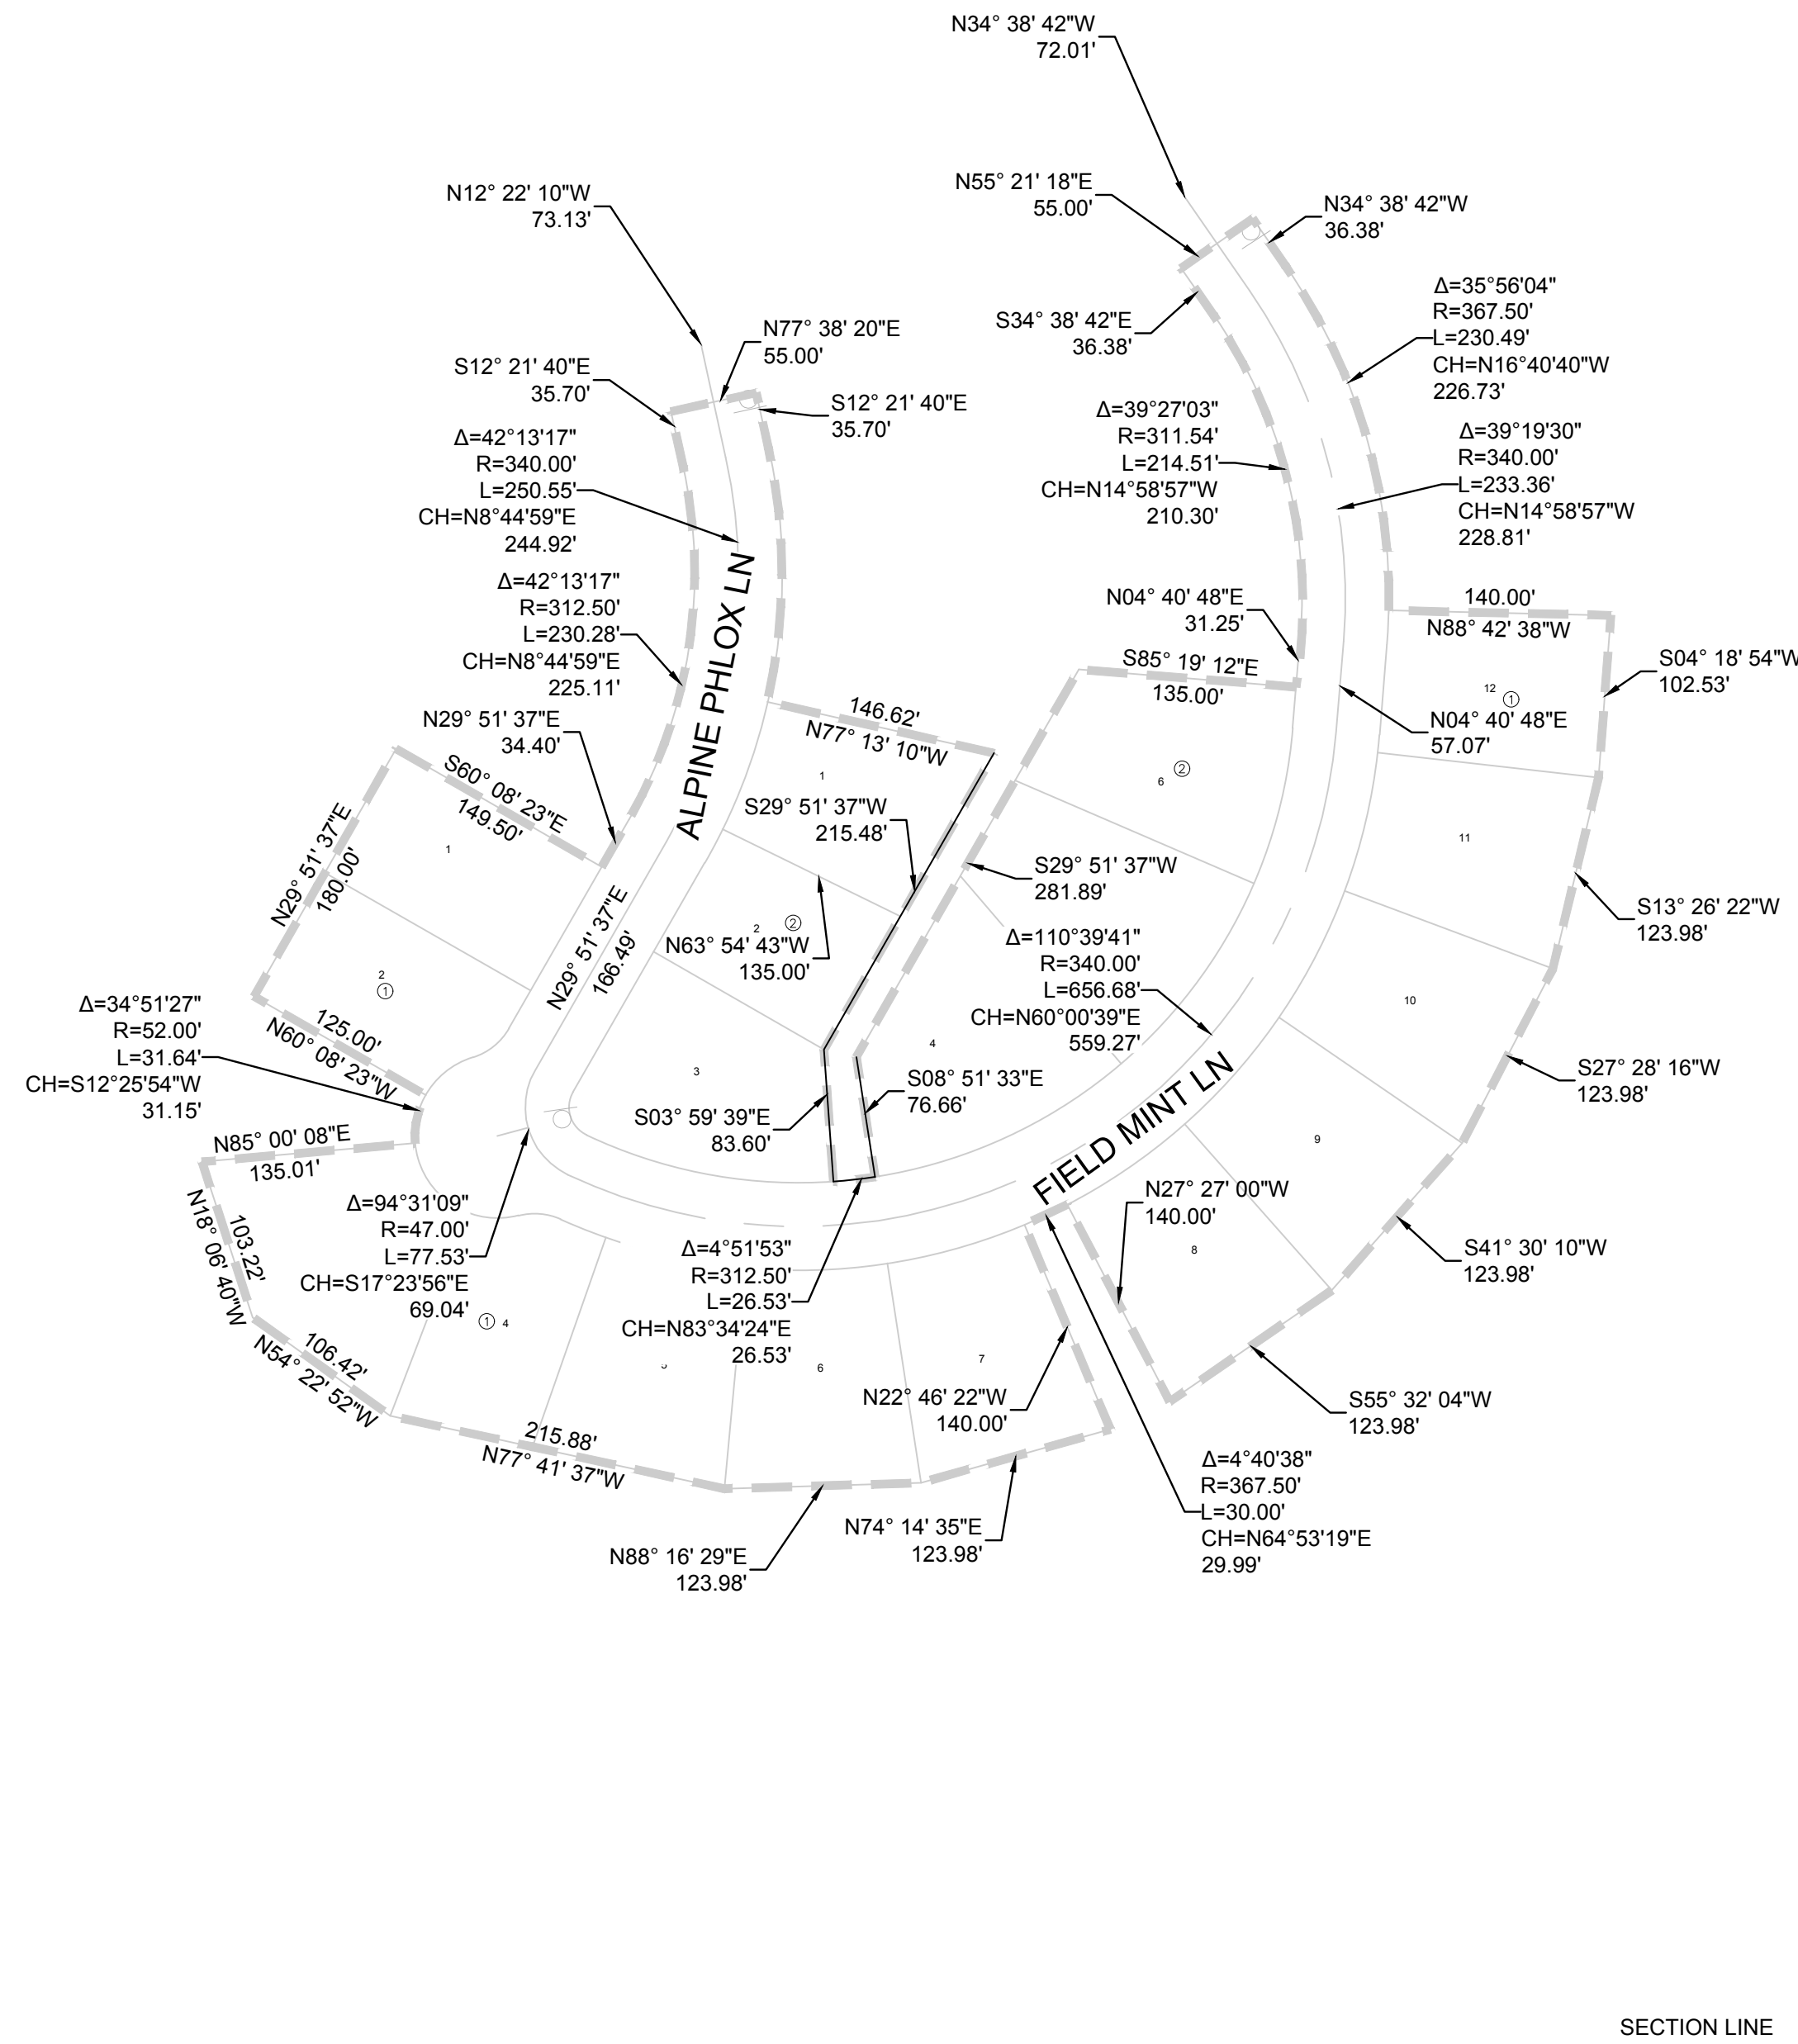 N34° 38' 42"W
72.01'
N55° 21' 18"E
55.00'
N34° 38' 42"W
36.38'
N12° 22' 10"W
73.13'
S34° 38' 42"E
36.38'
Δ=35°56'04"
R=367.50'
L=230.49'
CH=N16°40'40"W
226.73'
N77° 38' 20"E
55.00'
S12° 21' 40"E
35.70'
S12° 21' 40"E
35.70'
Δ=39°27'03"
R=311.54'
L=214.51'
CH=N14°58'57"W
210.30'
Δ=39°19'30"
R=340.00'
L=233.36'
CH=N14°58'57"W
228.81'
Δ=42°13'17"
R=340.00'
L=250.55'
CH=N8°44'59"E
244.92'
Δ=42°13'17"
R=312.50'
L=230.28'
CH=N8°44'59"E
225.11'
ALPINE PHLOX LN
N04° 40' 48"E
31.25'
140.00'
N88° 42' 38"W
S85° 19' 12"E
135.00'
S04° 18' 54"W
102.53'
12
1
N04° 40' 48"E
57.07'
N29° 51' 37"E
34.40'
146.62'
N77° 13' 10"W
S60° 08' 23"E
149.50'
1
6
2
1
S29° 51' 37"W
215.48'
11
N29° 51' 37"E
180.00'
S29° 51' 37"W
281.89'
S13° 26' 22"W
123.98'
N29° 51' 37"E
166.49'
2
2
N63° 54' 43"W
135.00'
Δ=110°39'41"
R=340.00'
L=656.68'
CH=N60°00'39"E
559.27'
2
1
10
Δ=34°51'27"
R=52.00'
L=31.64'
CH=S12°25'54"W
31.15'
125.00'
N60° 08' 23"W
4
3
S08° 51' 33"E
76.66'
S27° 28' 16"W
123.98'
S03° 59' 39"E
83.60'
FIELD MINT LN
9
N85° 00' 08"E
135.01'
N27° 27' 00"W
140.00'
103.22'
N18° 06' 40"W
Δ=94°31'09"
R=47.00'
L=77.53'
CH=S17°23'56"E
69.04'
Δ=4°51'53"
R=312.50'
L=26.53'
CH=N83°34'24"E
26.53'
8
S41° 30' 10"W
123.98'
1
4
106.42'
N54° 22' 52"W
6
7
N22° 46' 22"W
140.00'
S55° 32' 04"W
123.98'
215.88'
N77° 41' 37"W
Δ=4°40'38"
R=367.50'
L=30.00'
CH=N64°53'19"E
29.99'
N74° 14' 35"E
123.98'
N88° 16' 29"E
123.98'
SECTION LINE